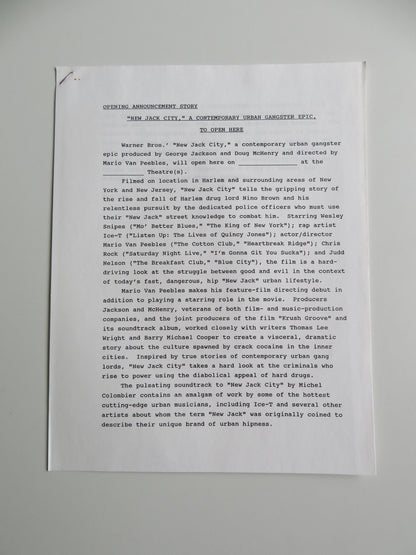 OPENING ANNOUNCEMENT STORY
"NEW JACK CITY," A CONTEMPORARY URBAN GANGSTER EPIC,
TO OPEN HERE
Warner Bros.' "New Jack City," a contemporary urban gangster
epic produced by George Jackson and Doug McHenry and directed by
Mario Van Peebles, will open here on ________________ at the
___________ Theatre(s).
Filmed on location in Harlem and surrounding areas of New
York and New Jersey, "New Jack City" tells the gripping story of
the rise and fall of Harlem drug lord Nino Brown and his
relentless pursuit by the dedicated police officers who must use
their "New Jack" street knowledge to combat him. Starring Wesley
Snipes ("Mo' Better Blues," "The King of New York"); rap artist
Ice-T ("Listen Up: The Lives of Quincy Jones"); actor/director
Mario Van Peebles ("The Cotton Club," "Heartbreak Ridge"); Chris
Rock ("Saturday Night Live," "I'm Gonna Git You Sucka"); and Judd
Nelson ("The Breakfast Club," "Blue City"), the film is a hard-
driving look at the struggle between good and evil in the context
of today's fast, dangerous, hip "New Jack" urban lifestyle.
Mario Van Peebles makes his feature-film directing debut in
addition to playing a starring role in the movie. Producers
Jackson and McHenry, veterans of both film- and music-production
companies, and the joint producers of the film "Krush Groove" and
its soundtrack album, worked closely with writers Thomas Lee
Wright and Barry Michael Cooper to create a visceral, dramatic
story about the culture spawned by crack cocaine in the inner
cities. Inspired by true stories of contemporary urban gang
lords, "New Jack City" takes a hard look at the criminals who
rise to power using the diabolical appeal of hard drugs.
The pulsating soundtrack to "New Jack City" by Michel
Colombier contains an amalgam of work by some of the hottest
cutting-edge urban musicians, including Ice-T and several other
artists about whom the term "New Jack" was originally coined to
describe their unique brand of urban hipness.